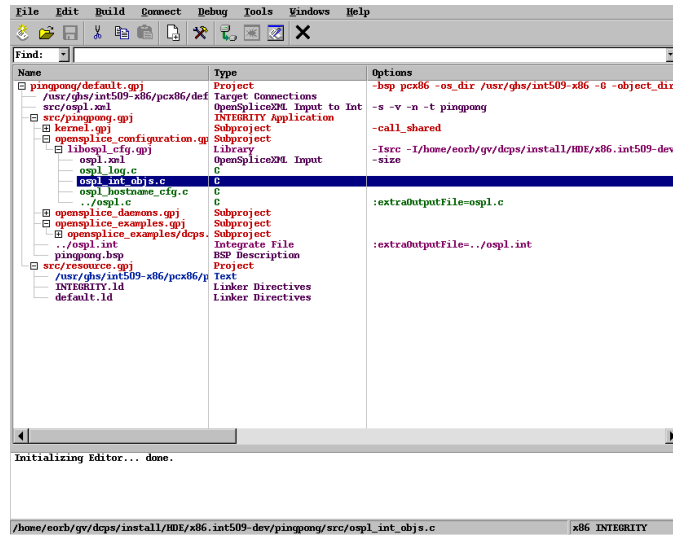 File Edit Build Connect Debug Tools Windows Help
Find:
Name Type Options
pingpong/default.gpj Project -bsp pcx86 -os_dir /usr/ghs/int509-x86 -G -object_dir
/usr/ghs/int509-x86/pcx86/def Target Connections
src/ospl.xml OpenSpliceXML Input to Int -s -v -n -t pingpong
src/pingpong.gpj INTEGRITY Application
kernel.gpj Subproject -call_shared
opensplice_configuration.gp Subproject
libospl_cfg.gpj Library -Isrc -I/home/eorb/gv/dcps/install/HDE/x86.int509-dev
ospl.xml OpenSpliceXML Input -size
ospl_log.c C
ospl_int_objs.c C
ospl_hostname_cfg.c C
../ospl.c C :extraOutputFile=ospl.c
opensplice_daemons.gpj Subproject
opensplice_examples.gpj Subproject
opensplice_examples/dcps. Subproject
../ospl.int Integrate File :extraOutputFile=../ospl.int
pingpong.bsp BSP Description
src/resource.gpj Project
/usr/ghs/int509-x86/pcx86/p Text
INTEGRITY.ld Linker Directives
default.ld Linker Directives
Initializing Editor... done.
/home/eorb/gv/dcps/install/HDE/x86.int509-dev/pingpong/src/ospl_int_objs.c x86 INTEGRITY